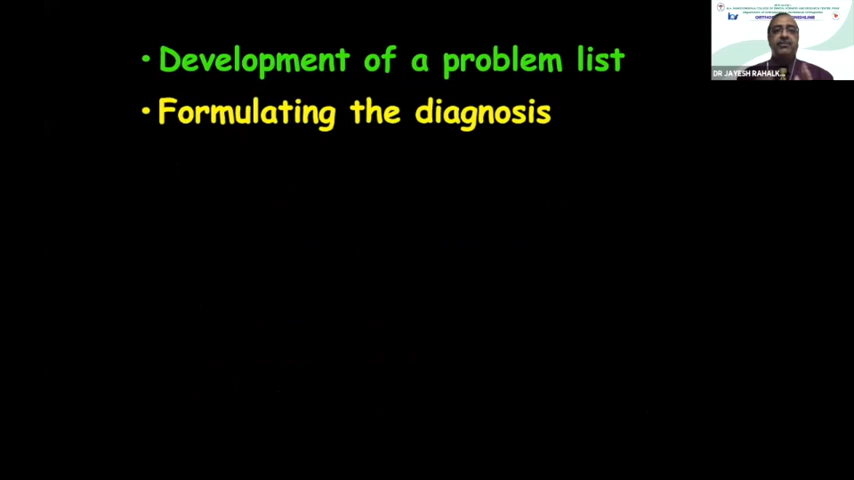 • Development of a problem list
• Formulating the diagnosis
DR JAYESH RAHALK...